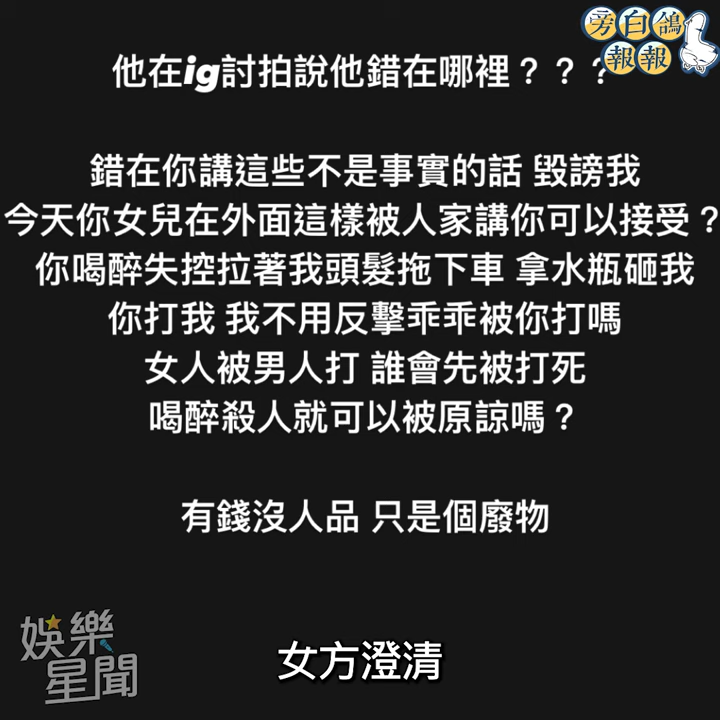 旁白鴿
報報
他在ig討拍說他錯在哪裡？？？
錯在你講這些不是事實的話 毀謗我
今天你女兒在外面這樣被人家講你可以接受？
你喝醉失控拉著我頭髮拖下車 拿水瓶砸我
你打我 我不用反擊乖乖被你打嗎
女人被男人打 誰會先被打死
喝醉殺人就可以被原諒嗎？
有錢沒人品 只是個廢物
娛樂
星聞
女方澄清